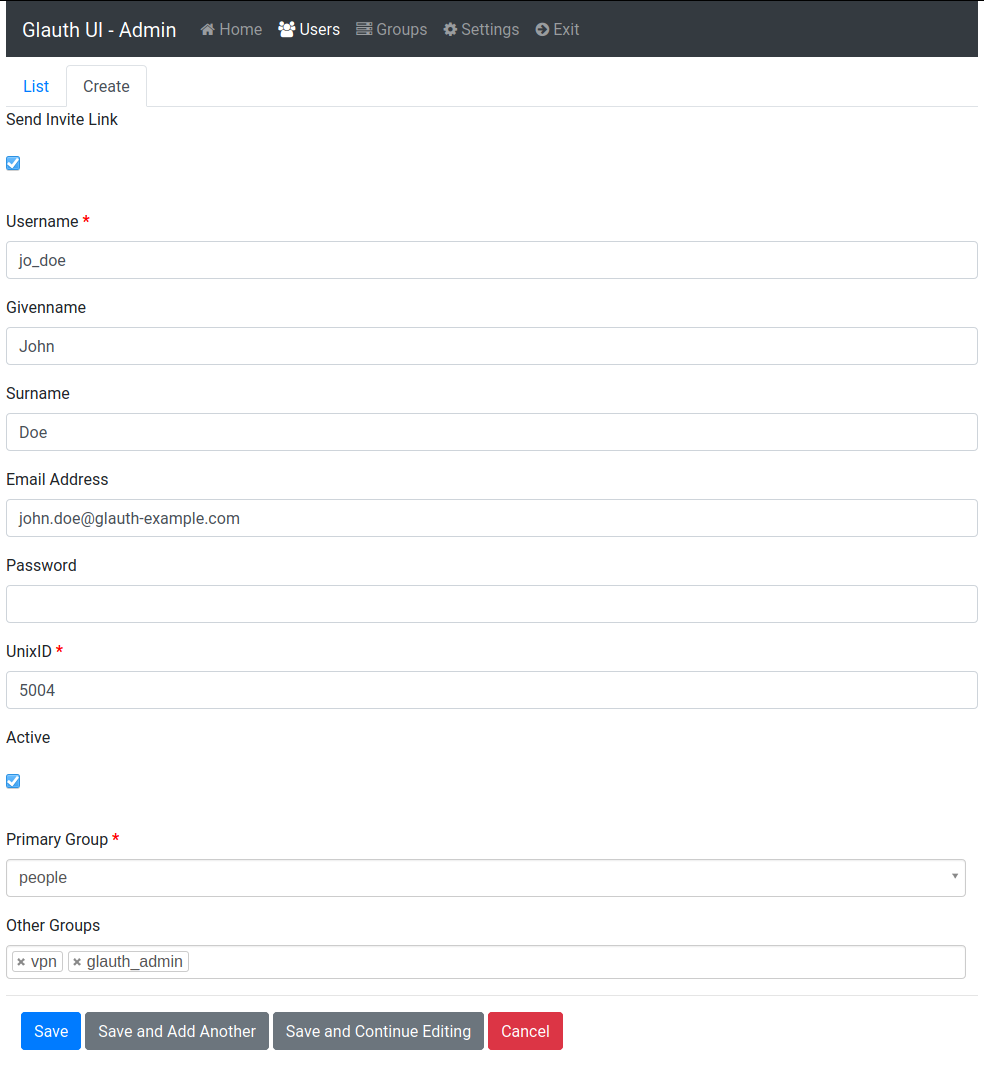 Glauth UI - Admin Home Users Groups Settings Exit
List Create
Send Invite Link
Username *
jo_doe
Givenname
John
Surname
Doe
Email Address
john.doe@glauth-example.com
Password
UnixID *
5004
Active
Primary Group *
people
Other Groups
× vpn × glauth_admin
Save Save and Add Another Save and Continue Editing Cancel